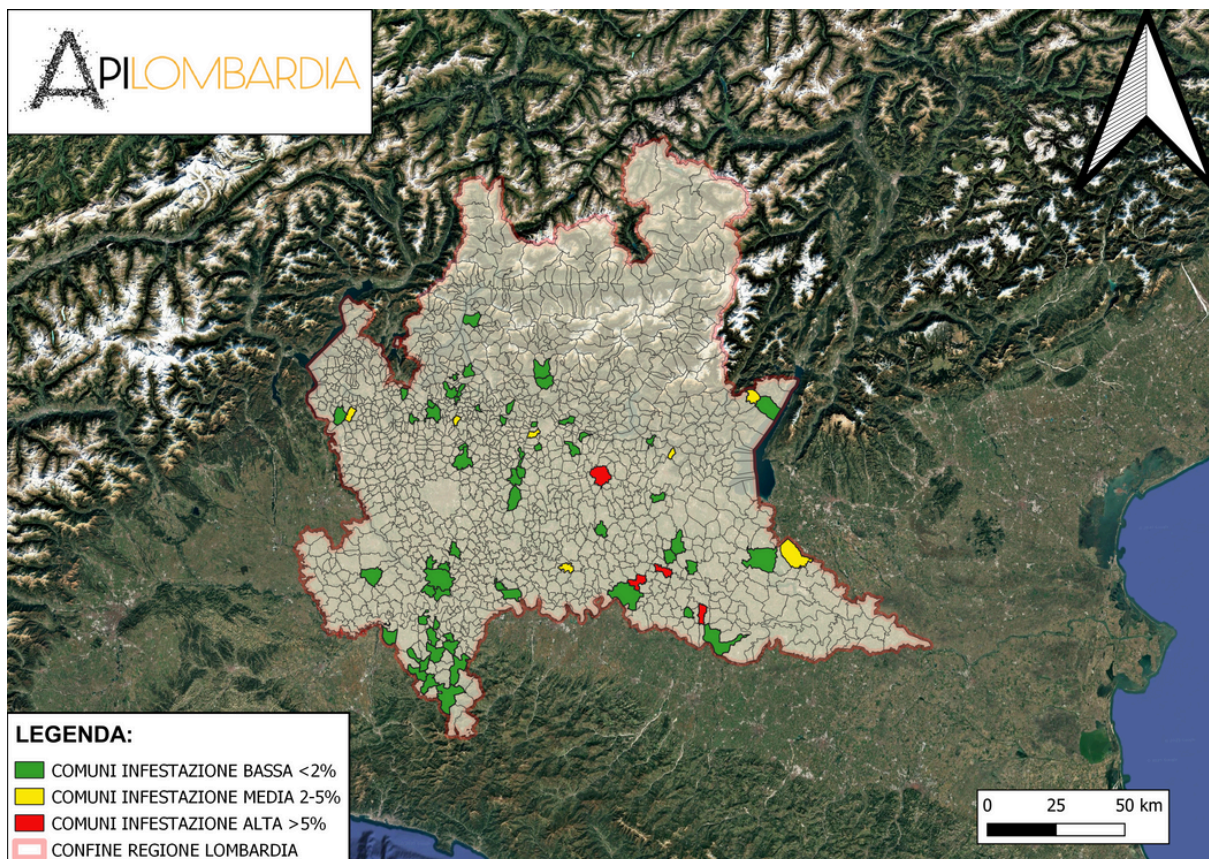 APILOMBARDIA
LEGENDA:
COMUNI INFESTAZIONE BASSA <2%
COMUNI INFESTAZIONE MEDIA 2-5%
COMUNI INFESTAZIONE ALTA >5%
CONFINE REGIONE LOMBARDIA
0 25 50 km